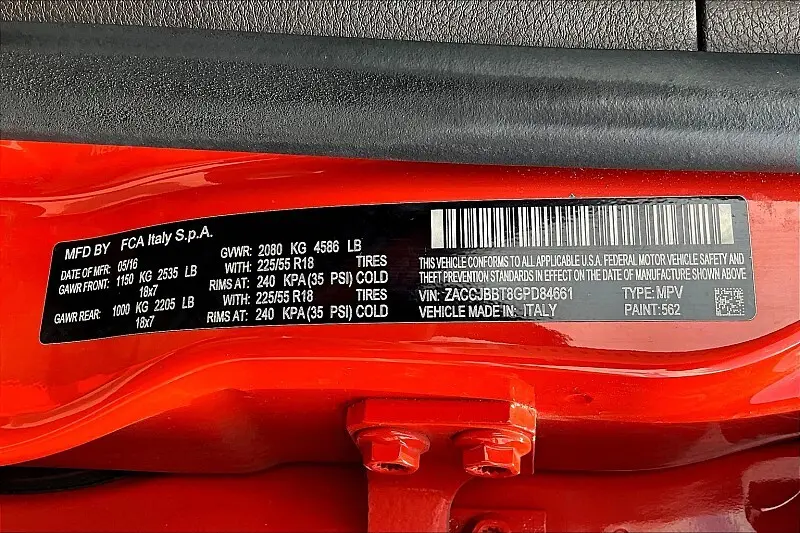 MFD BY FCA Italy S.p.A.
DATE OF MFR: 05/16 GVWR: 2080 KG 4586 LB
GAWR FRONT: 1150 KG 2535 LB WITH: 225/55 R18 TIRES
18x7 RIMS AT: 240 KPA (35 PSI) COLD
GAWR REAR: 1000 KG 2205 LB WITH: 225/55 R18 TIRES
18x7 RIMS AT: 240 KPA (35 PSI) COLD
THIS VEHICLE CONFORMS TO ALL APPLICABLE U.S.A. FEDERAL MOTOR VEHICLE SAFETY AND
THEFT PREVENTION STANDARDS IN EFFECT ON THE DATE OF MANUFACTURE SHOWN ABOVE.
VIN: ZACCJBBT8GPD84661 TYPE: MPV
VEHICLE MADE IN: ITALY PAINT: 562